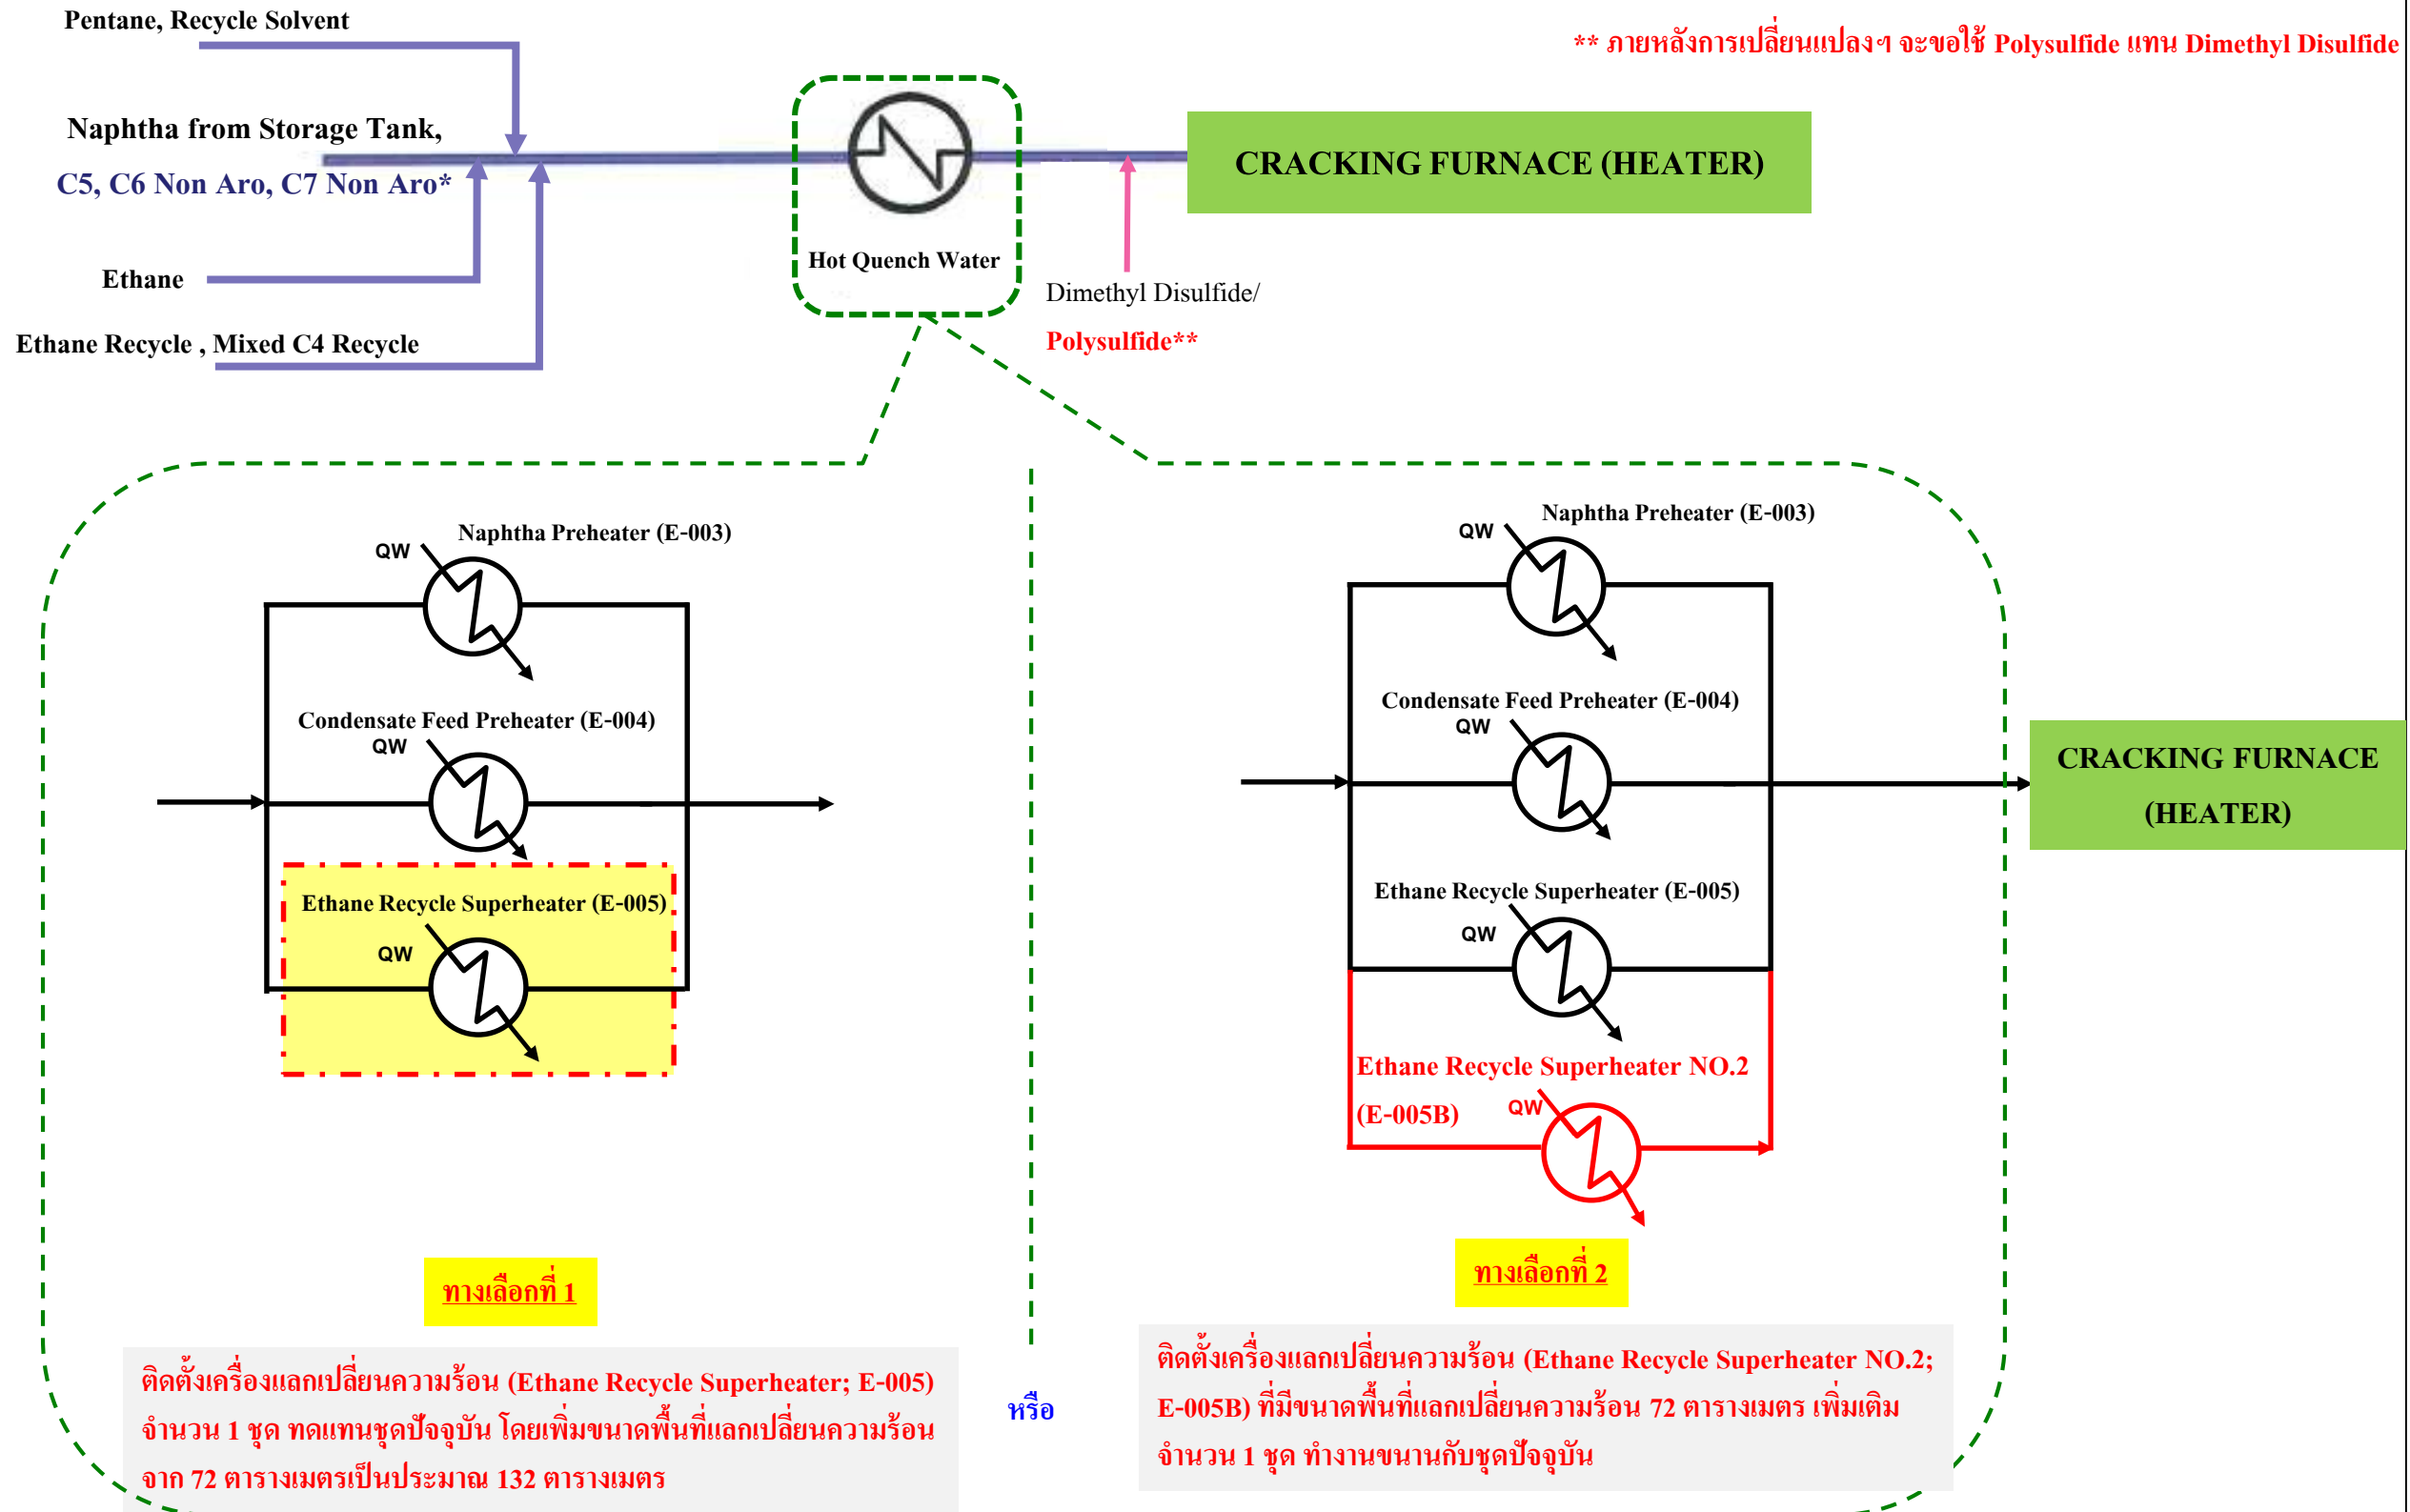 Pentane, Recycle Solvent
** ภายหลังการเปลี่ยนแปลงฯ จะขอใช้ Polysulfide แทน Dimethyl Disulfide
Naphtha from Storage Tank,
C5, C6 Non Aro, C7 Non Aro*
CRACKING FURNACE (HEATER)
Hot Quench Water
Ethane
Dimethyl Disulfide/
Polysulfide**
Ethane Recycle , Mixed C4 Recycle
Naphtha Preheater (E-003)
QW
Condensate Feed Preheater (E-004)
QW
Ethane Recycle Superheater (E-005)
QW
Naphtha Preheater (E-003)
QW
Condensate Feed Preheater (E-004)
QW
Ethane Recycle Superheater (E-005)
QW
Ethane Recycle Superheater NO.2
(E-005B)
QW
CRACKING FURNACE
(HEATER)
ทางเลือกที่ 1
ติดตั้งเครื่องแลกเปลี่ยนความร้อน (Ethane Recycle Superheater; E-005)
จำนวน 1 ชุด ทดแทนชุดปัจจุบัน โดยเพิ่มขนาดพื้นที่แลกเปลี่ยนความร้อน
จาก 72 ตารางเมตรเป็นประมาณ 132 ตารางเมตร
หรือ
ทางเลือกที่ 2
ติดตั้งเครื่องแลกเปลี่ยนความร้อน (Ethane Recycle Superheater NO.2;
E-005B) ที่มีขนาดพื้นที่แลกเปลี่ยนความร้อน 72 ตารางเมตร เพิ่มเติม
จำนวน 1 ชุด ทำงานขนานกับชุดปัจจุบัน